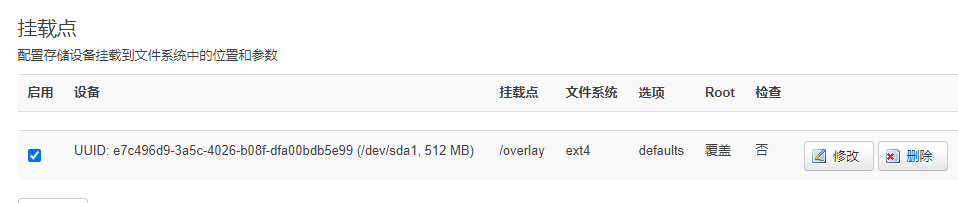 挂载点
配置存储设备挂载到文件系统中的位置和参数
启用 设备 挂载点 文件系统 选项 Root 检查
UUID: e7c496d9-3a5c-4026-b08f-dfa00bdb5e99 (/dev/sda1, 512 MB) /overlay ext4 defaults 覆盖 否 修改 删除